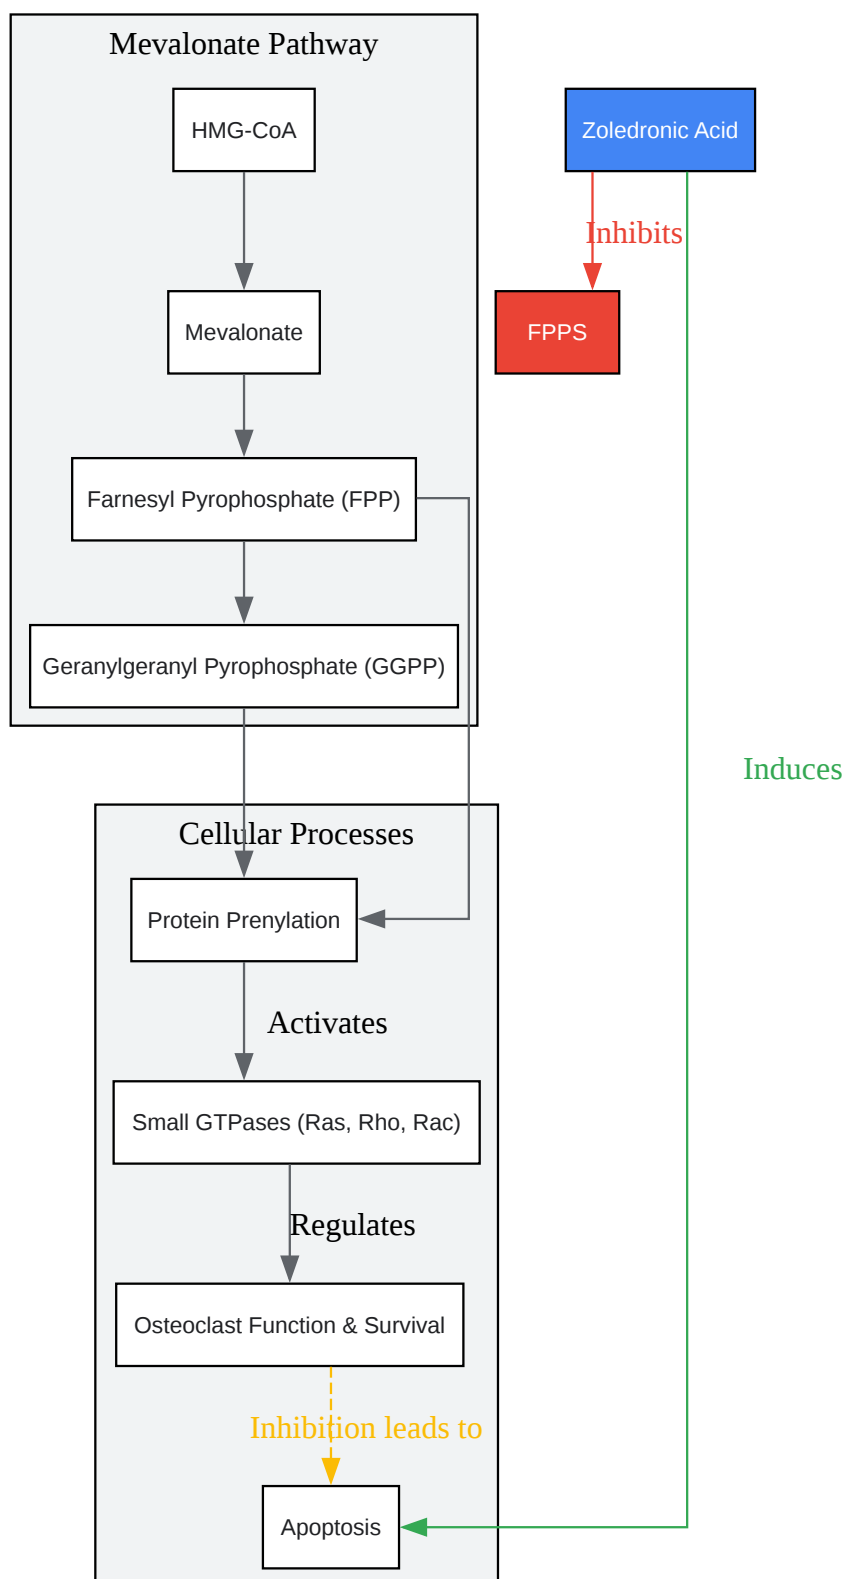 Mevalonate Pathway
HMG-CoA
Zoledronic Acid
Inhibits
Mevalonate
FPPS
Farnesyl Pyrophosphate (FPP)
Geranylgeranyl Pyrophosphate (GGPP)
Induces
Cellular Processes
Protein Prenylation
Activates
Small GTPases (Ras, Rho, Rac)
Regulates
Osteoclast Function & Survival
Inhibition leads to
Apoptosis